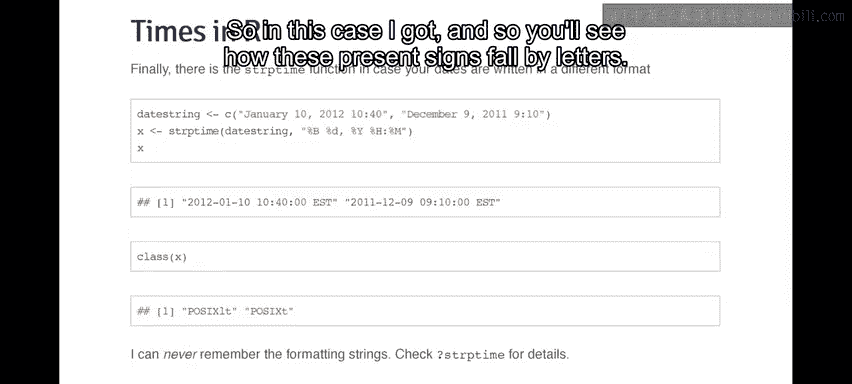 Times in R
So in this case I got, and so you'll see
how these present signs fall by letters.
Finally, there is the strptime function in case your dates are written in a different format
datestring <- c("January 10, 2012 10:40", "December 9, 2011 9:10")
x <- strptime(datestring, "%B %d, %Y %H:%M")
x
## [1] "2012-01-10 10:40:00 EST" "2011-12-09 09:10:00 EST"
class(x)
## [1] "POSIXlt" "POSIXt"
I can never remember the formatting strings. Check ?strptime for details.